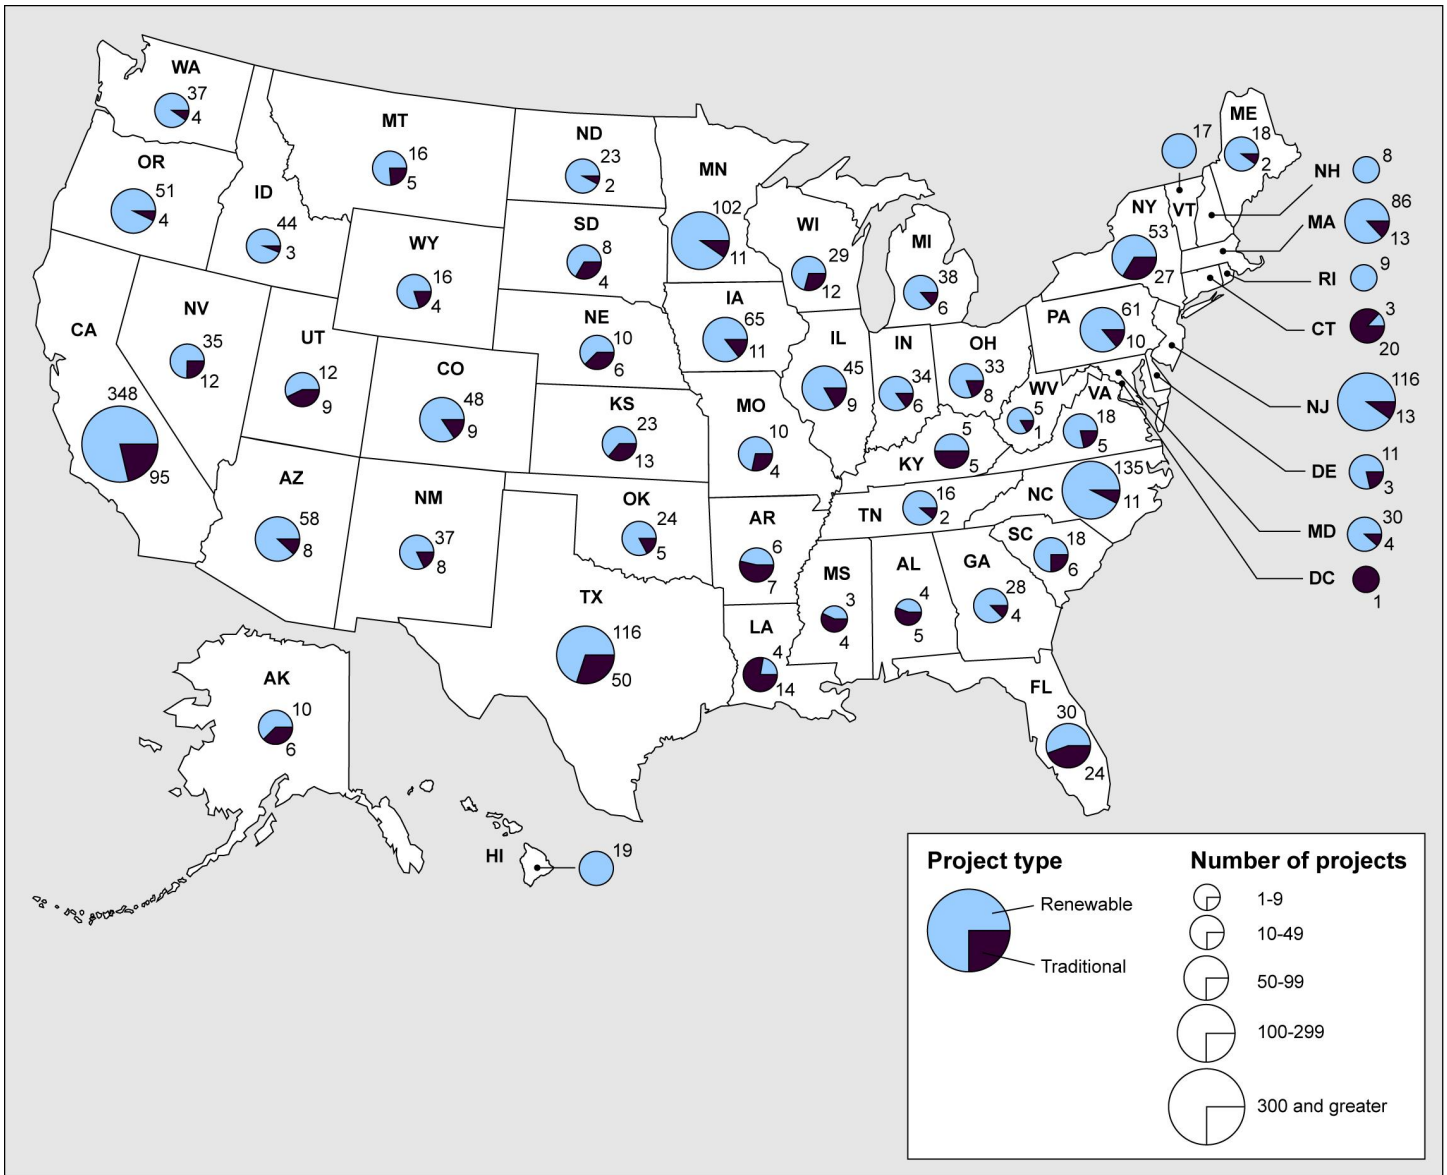 WA
37
4
OR
51
4
ID
44
3
MT
16
5
ND
23
2
MN
102
11
SD
8
4
WY
16
4
WI
29
12
MI
38
6
NY
53
27
VT
17
ME
18
2
NH
8
MA
86
13
RI
9
CT
3
20
NJ
116
13
DE
11
3
MD
30
4
DC
1
CA
348
95
NV
35
12
UT
12
9
CO
48
9
NE
10
6
IA
65
11
IL
45
9
IN
34
6
OH
33
8
PA
61
10
WV
5
1
VA
18
5
KS
23
13
MO
10
4
KY
5
5
AZ
58
8
NM
37
8
OK
24
5
AR
6
7
TN
16
2
NC
135
11
SC
18
6
TX
116
50
LA
4
14
MS
3
4
AL
4
5
GA
28
4
FL
30
24
AK
10
6
HI
19
Project type
Renewable
Traditional
Number of projects
1-9
10-49
50-99
100-299
300 and greater